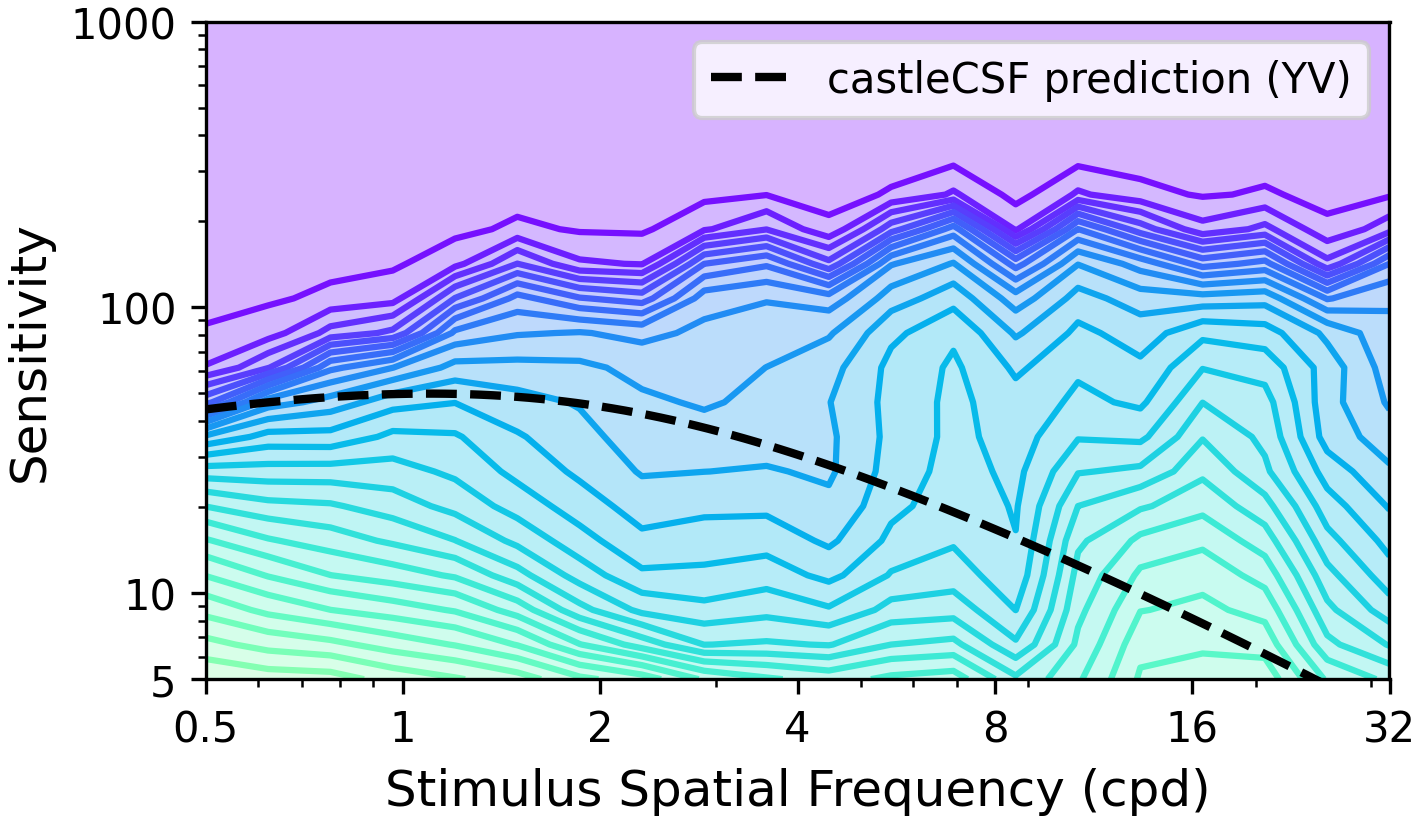 1000
100
10
5
Sensitivity
castleCSF prediction (YV)
0.5 1 2 4 8 16 32
Stimulus Spatial Frequency (cpd)